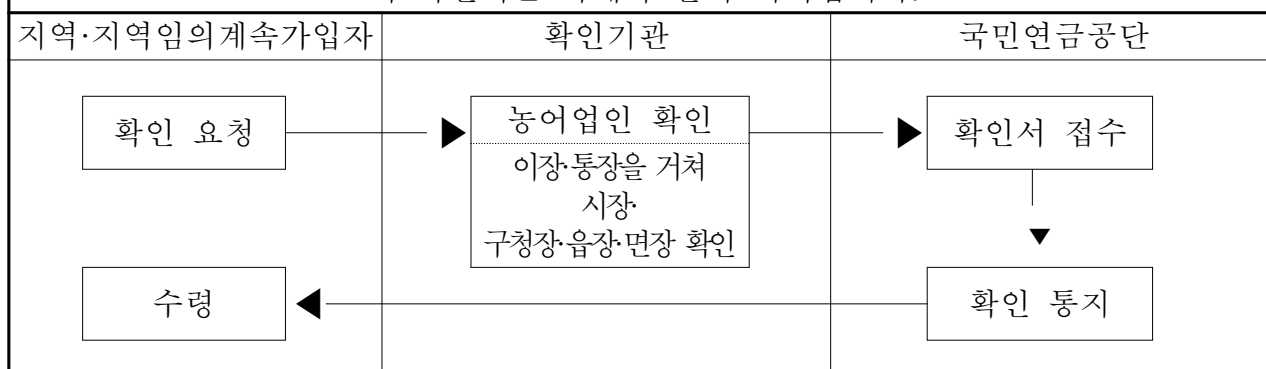 지역·지역임의계속가입자 확인기관 국민연금공단
확인 요청 농어업인 확인 확인서 접수
이장·통장을 거쳐
시장·
구청장·읍장·면장 확인
수령 확인 통지